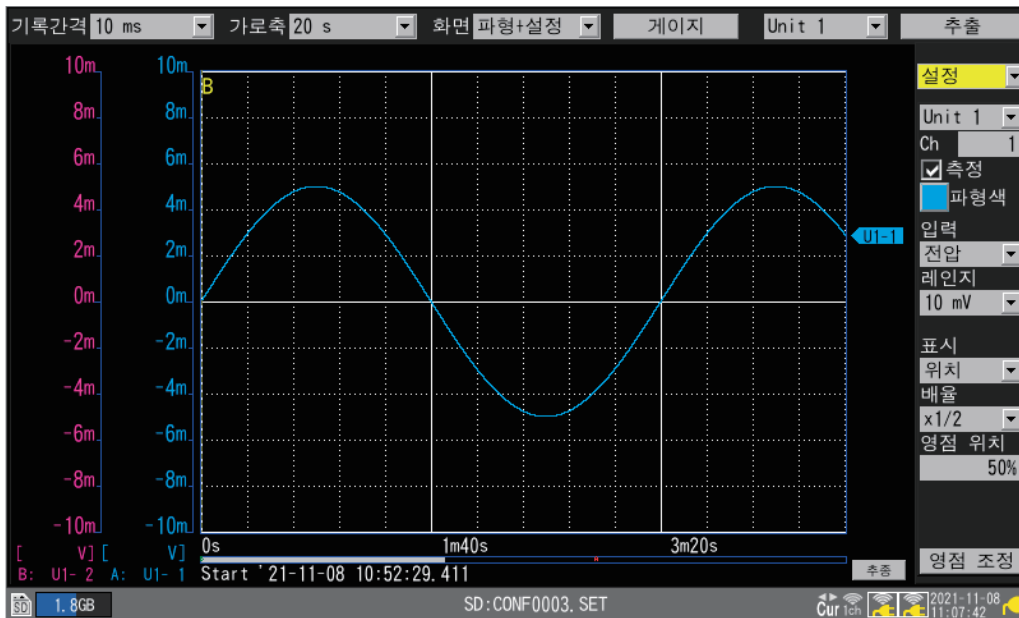 기록간격 10 ms 가로축 20 s 화면 파형+설정 게이지 Unit 1 추출
10m 10m
8m 8m
6m 6m
4m 4m
2m 2m
0m 0m
-2m -2m
-4m -4m
-6m -6m
-8m -8m
-10m -10m
[ V] [ V]
B: U1- 2 A: U1- 1
B
U1-1
0s 1m40s 3m20s
Start '21-11-08 10:52:29.411
추종
설정
Unit 1
Ch 1
측정
파형색
입력
전압
레인지
10 mV
표시
위치
배율
x1/2
영점 위치
50%
영점 조정
SD 1.8GB SD:CONF0003.SET Cur 1ch 2021-11-08
11:07:42